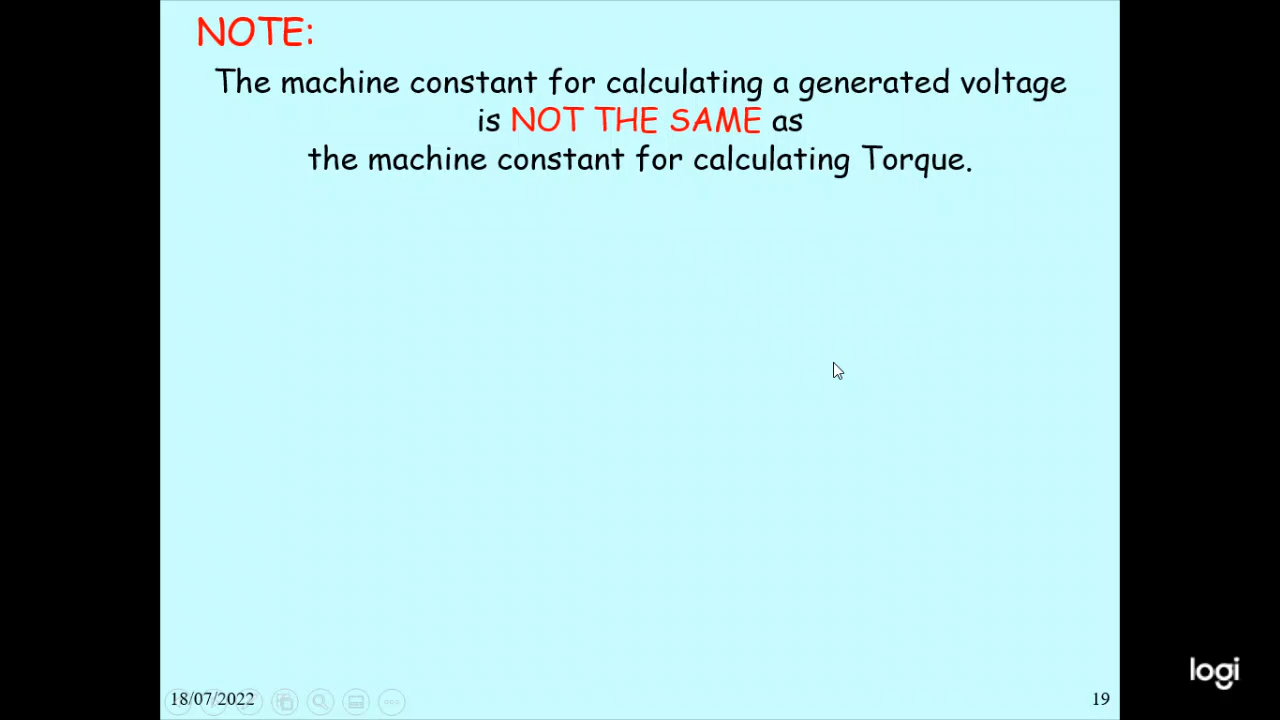 NOTE:
The machine constant for calculating a generated voltage
is NOT THE SAME as
the machine constant for calculating Torque.
logi
18/07/2022
19